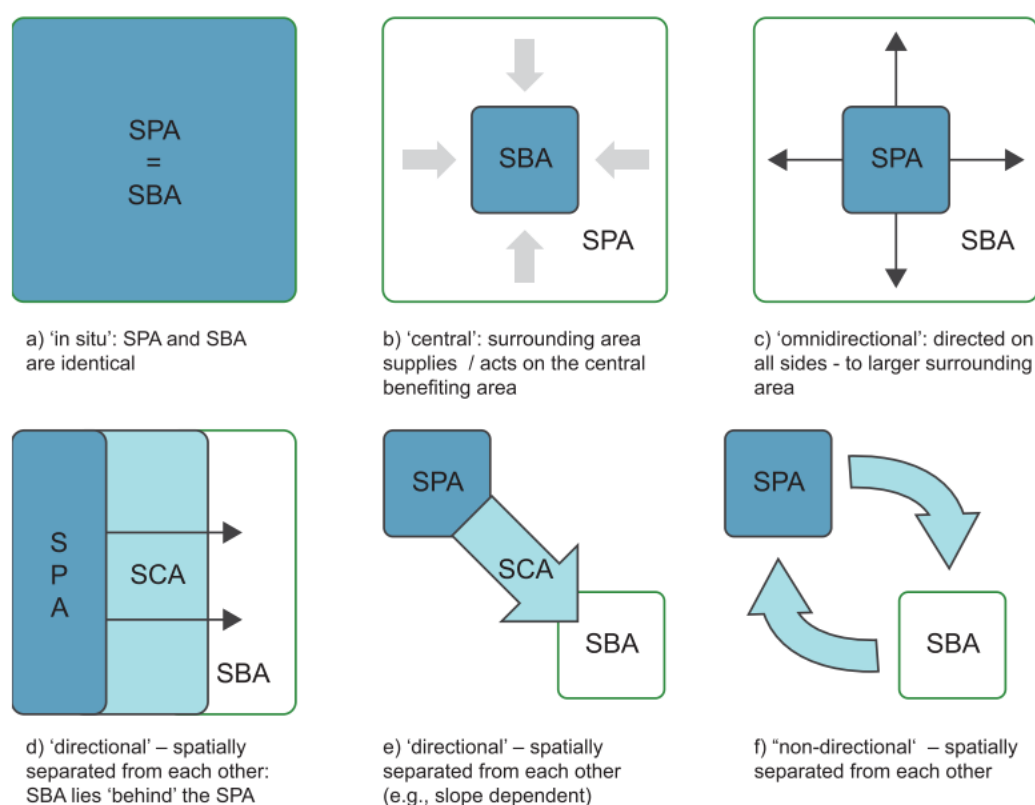 SPA
=
SBA
SBA
SPA
SPA
SBA
a) ‘in situ’: SPA and SBA
are identical
b) ‘central’: surrounding area
supplies / acts on the central
benefiting area
c) ‘omnidirectional’: directed on
all sides - to larger surrounding
area
S
P
A
SCA
SBA
SPA
SCA
SBA
SPA
SBA
d) ‘directional’ – spatially
separated from each other:
SBA lies ‘behind’ the SPA
e) ‘directional’ – spatially
separated from each other
(e.g., slope dependent)
f) “non-directional‘ – spatially
separated from each other